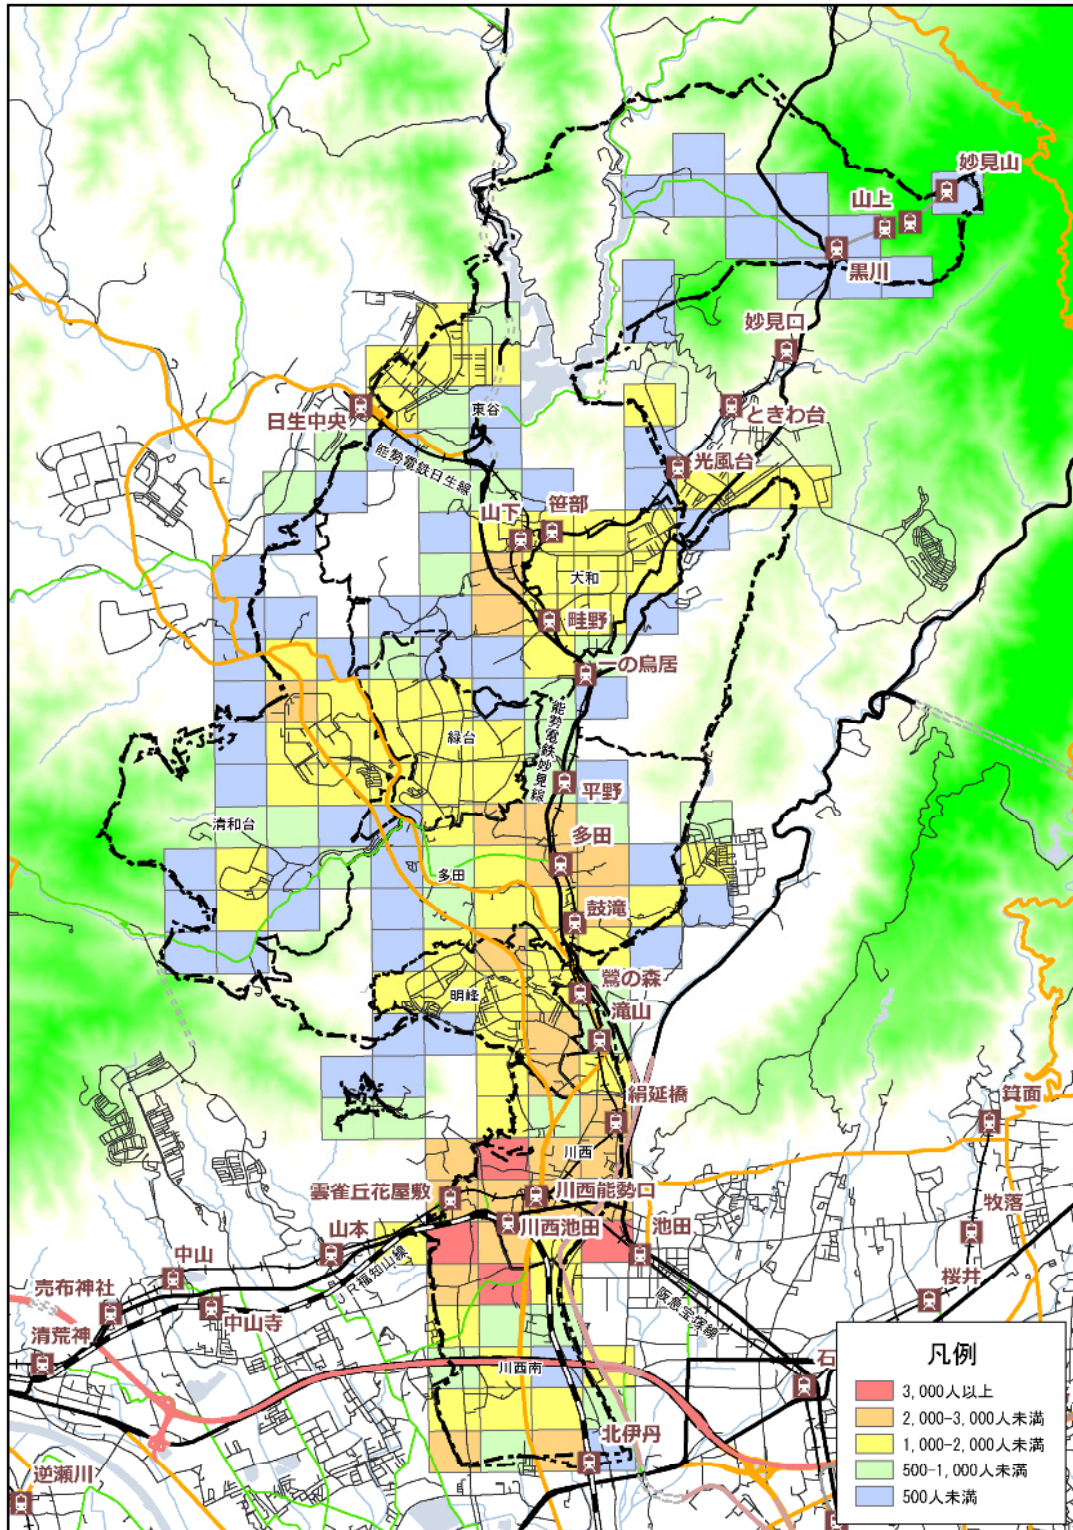 妙見山
山上
黒川
妙見口
ときわ台
日生中央
東谷
能勢電鉄日生線
光風台
山下
笹部
大和
畦野
一の鳥居
能勢電鉄妙見線
緑台
平野
清和台
多田
多田
鼓滝
鶯の森
明峰
滝山
絹延橋
箕面
川西
雲雀丘花屋敷
川西能勢口
牧落
川西池田
池田
山本
中山
JR福知山線
桜井
売布神社
中山寺
阪急宝塚線
清荒神
川西南
石
北伊丹
逆瀬川
凡例
3,000人以上
2,000-3,000人未満
1,000-2,000人未満
500-1,000人未満
500人未満